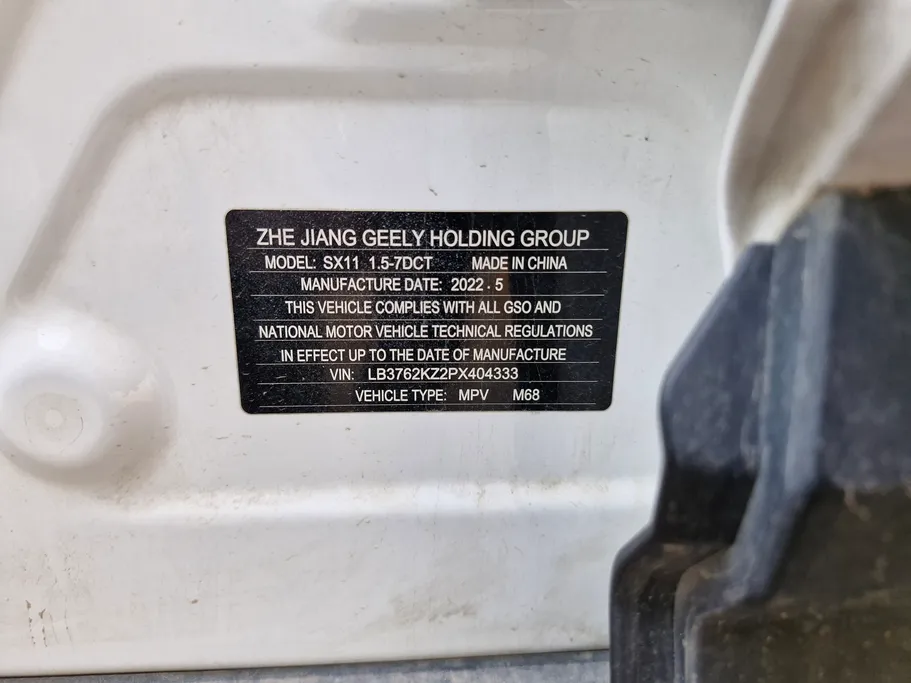 ZHE JIANG GEELY HOLDING GROUP
MODEL: SX11 1.5-7DCT MADE IN CHINA
MANUFACTURE DATE: 2022.5
THIS VEHICLE COMPLIES WITH ALL GSO AND
NATIONAL MOTOR VEHICLE TECHNICAL REGULATIONS
IN EFFECT UP TO THE DATE OF MANUFACTURE
VIN: LB3762KZ2PX404333
VEHICLE TYPE: MPV M68